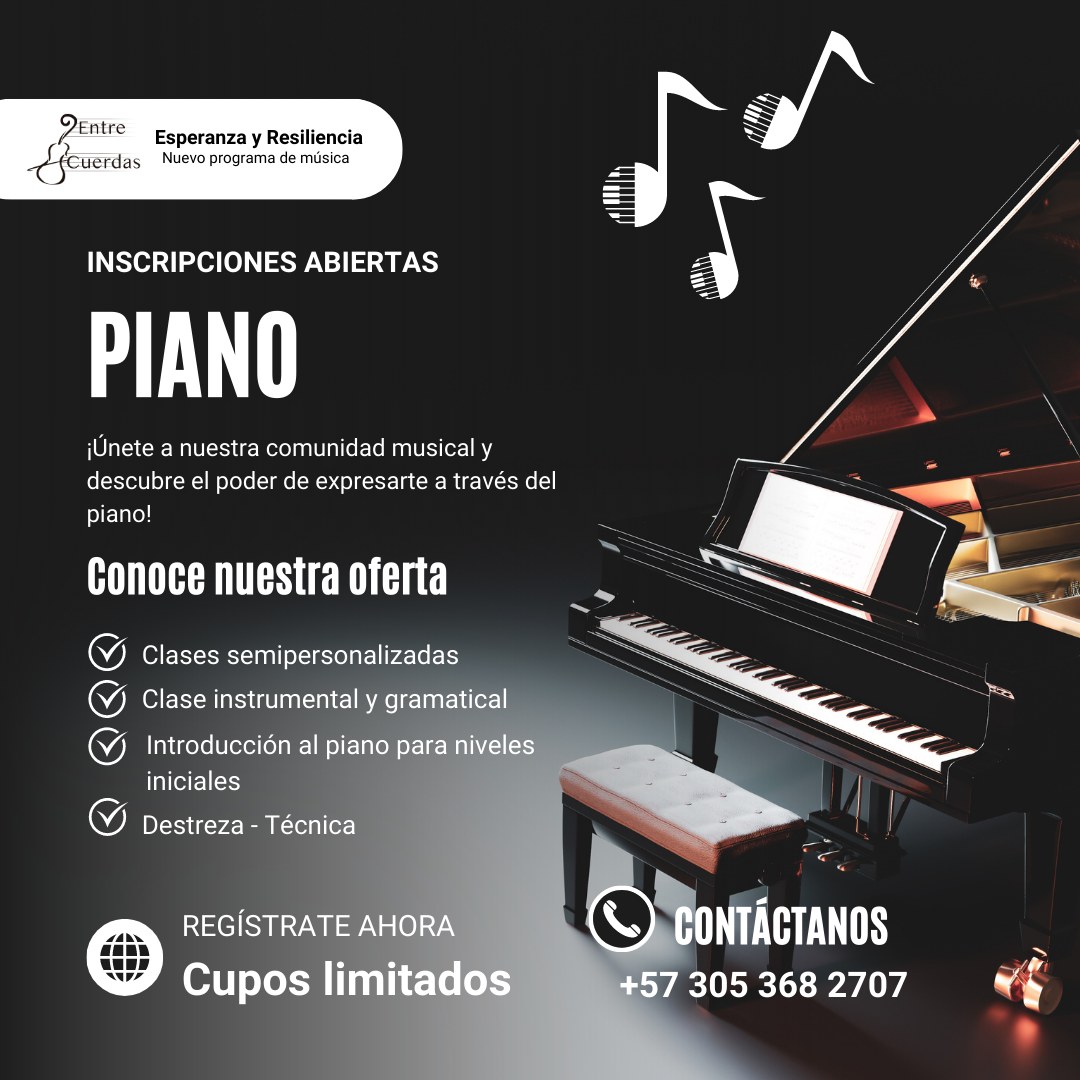 Entre
Cuerdas
Esperanza y Resiliencia
Nuevo programa de música
INSCRIPCIONES ABIERTAS
PIANO
¡Únete a nuestra comunidad musical y
descubre el poder de expresarte a través del
piano!
Conoce nuestra oferta
Clases semipersonalizadas
Clase instrumental y gramatical
Introducción al piano para niveles
iniciales
Destreza - Técnica
REGÍSTRATE AHORA
Cupos limitados
CONTÁCTANOS
+57 305 368 2707